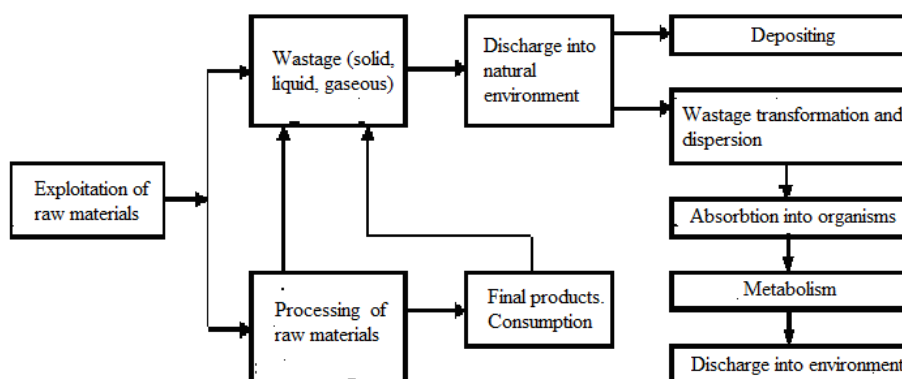 Wastage (solid,
liquid, gaseous)
Discharge into
natural
environment
Depositing
Wastage transformation and
dispersion
Exploitation of
raw materials
Absorbtion into organisms
Processing of
raw materials
Final products.
Consumption
Metabolism
Discharge into environment